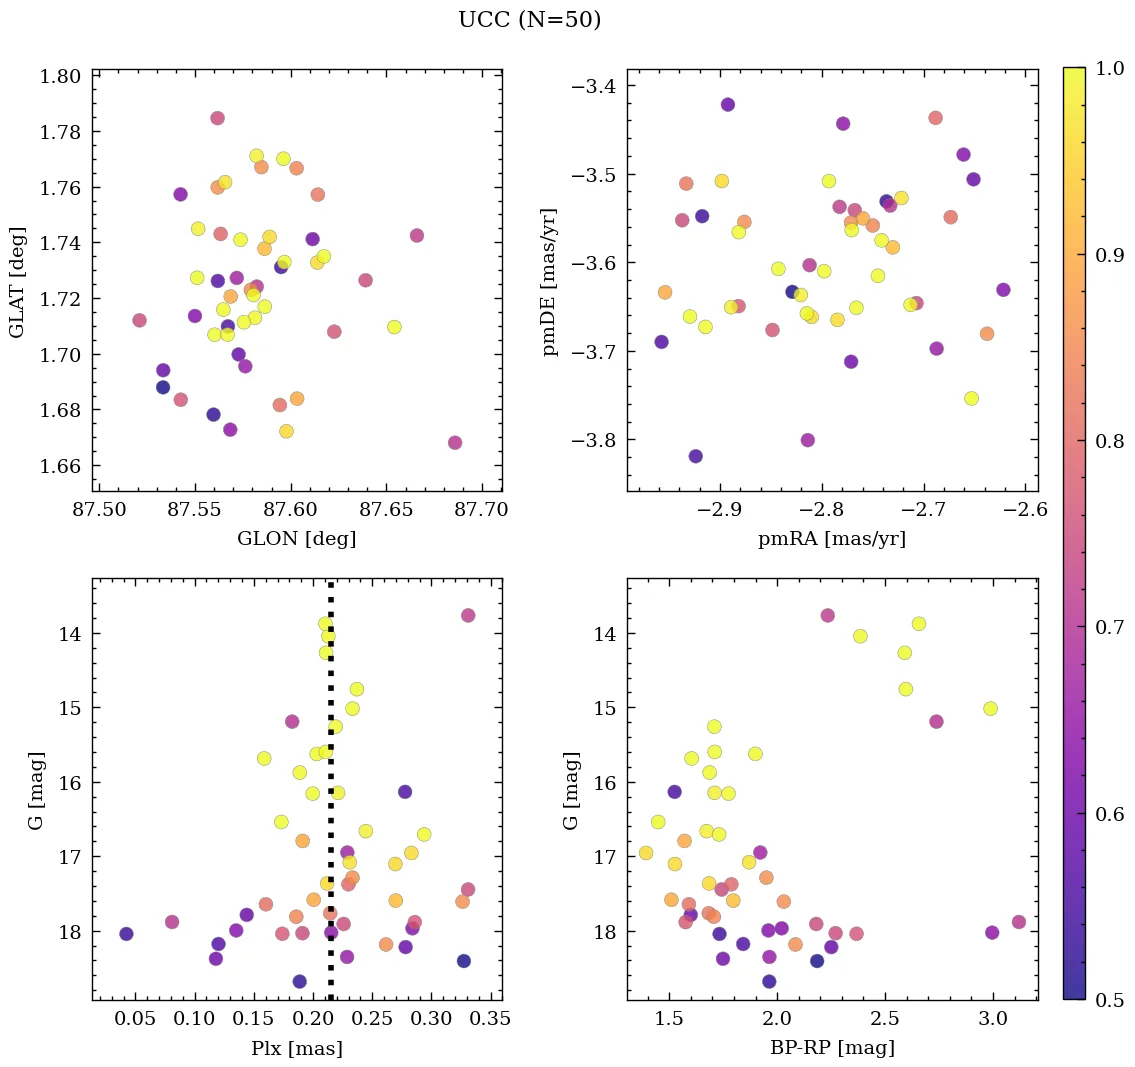 UCC (N=50)
1.80
1.78
1.76
1.74
1.72
1.70
1.68
1.66
GLAT [deg]
87.50 87.55 87.60 87.65 87.70
GLON [deg]
−3.4
−3.5
−3.6
−3.7
−3.8
pmDE [mas/yr]
−2.9 −2.8 −2.7 −2.6
pmRA [mas/yr]
14
15
16
17
18
G [mag]
0.05 0.10 0.15 0.20 0.25 0.30 0.35
Plx [mas]
14
15
16
17
18
G [mag]
1.5 2.0 2.5 3.0
BP-RP [mag]
1.0
0.9
0.8
0.7
0.6
0.5